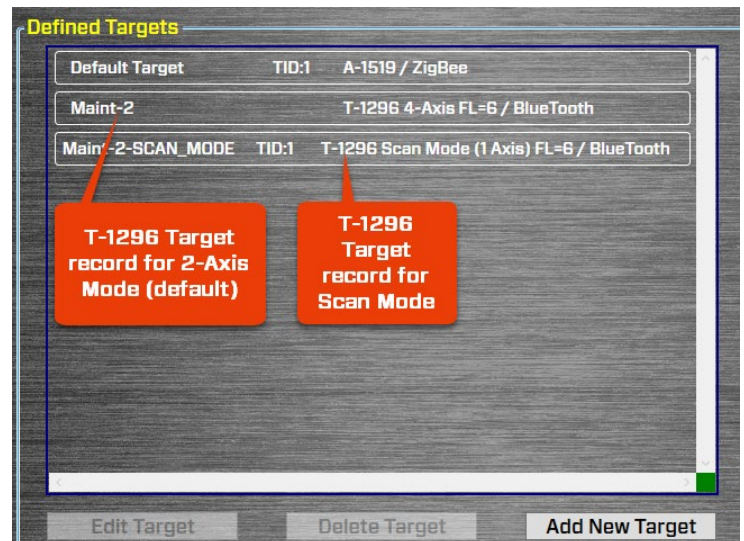 Defined Targets
Default Target TID:1 A-1519 / ZigBee
Maint-2 T-1296 4-Axis FL=6 / BlueTooth
Maint-2-SCAN_MODE TID:1 T-1296 Scan Mode (1 Axis) FL=6 / BlueTooth
T-1296 Target
record for 2-Axis
Mode (default)
T-1296
Target
record for
Scan Mode
Edit Target Delete Target Add New Target